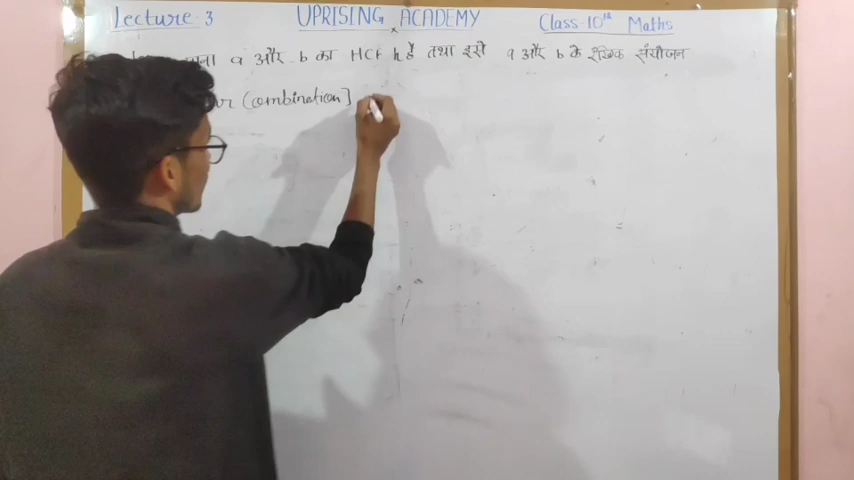 Lecture-3 UPRISING ACADEMY Class-10th Maths
a और b का HCF h है तथा इसे a और b के रैखिक संयोजन
Combination]